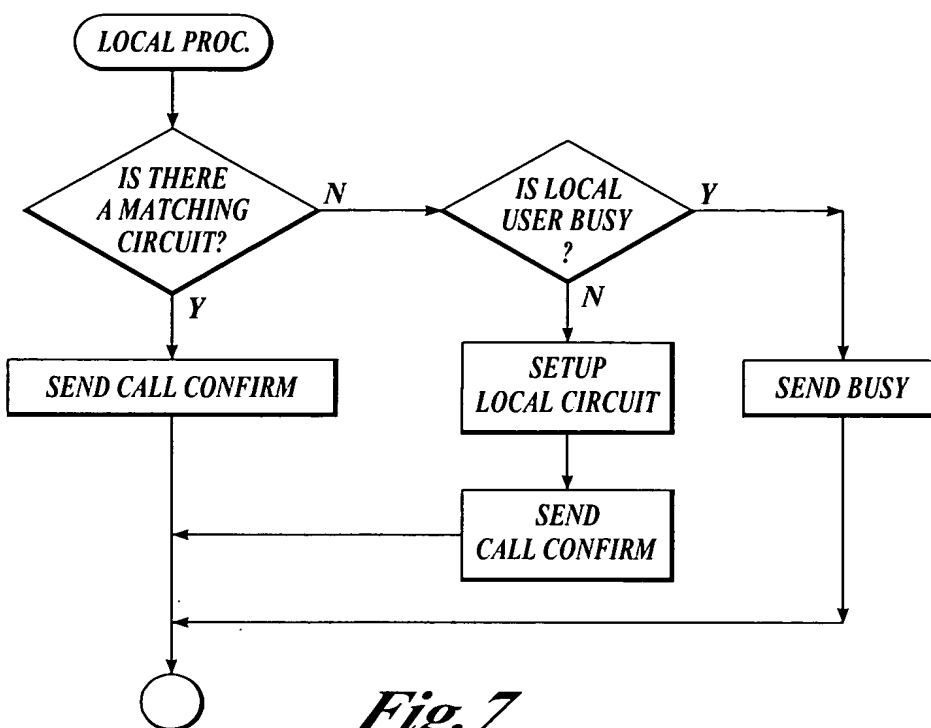 LOCAL PROC.
IS THERE
A MATCHING
CIRCUIT?
N
Y
IS LOCAL
USER BUSY
?
Y
N
SEND CALL CONFIRM
SETUP
LOCAL CIRCUIT
SEND BUSY
SEND
CALL CONFIRM
Fig. 7